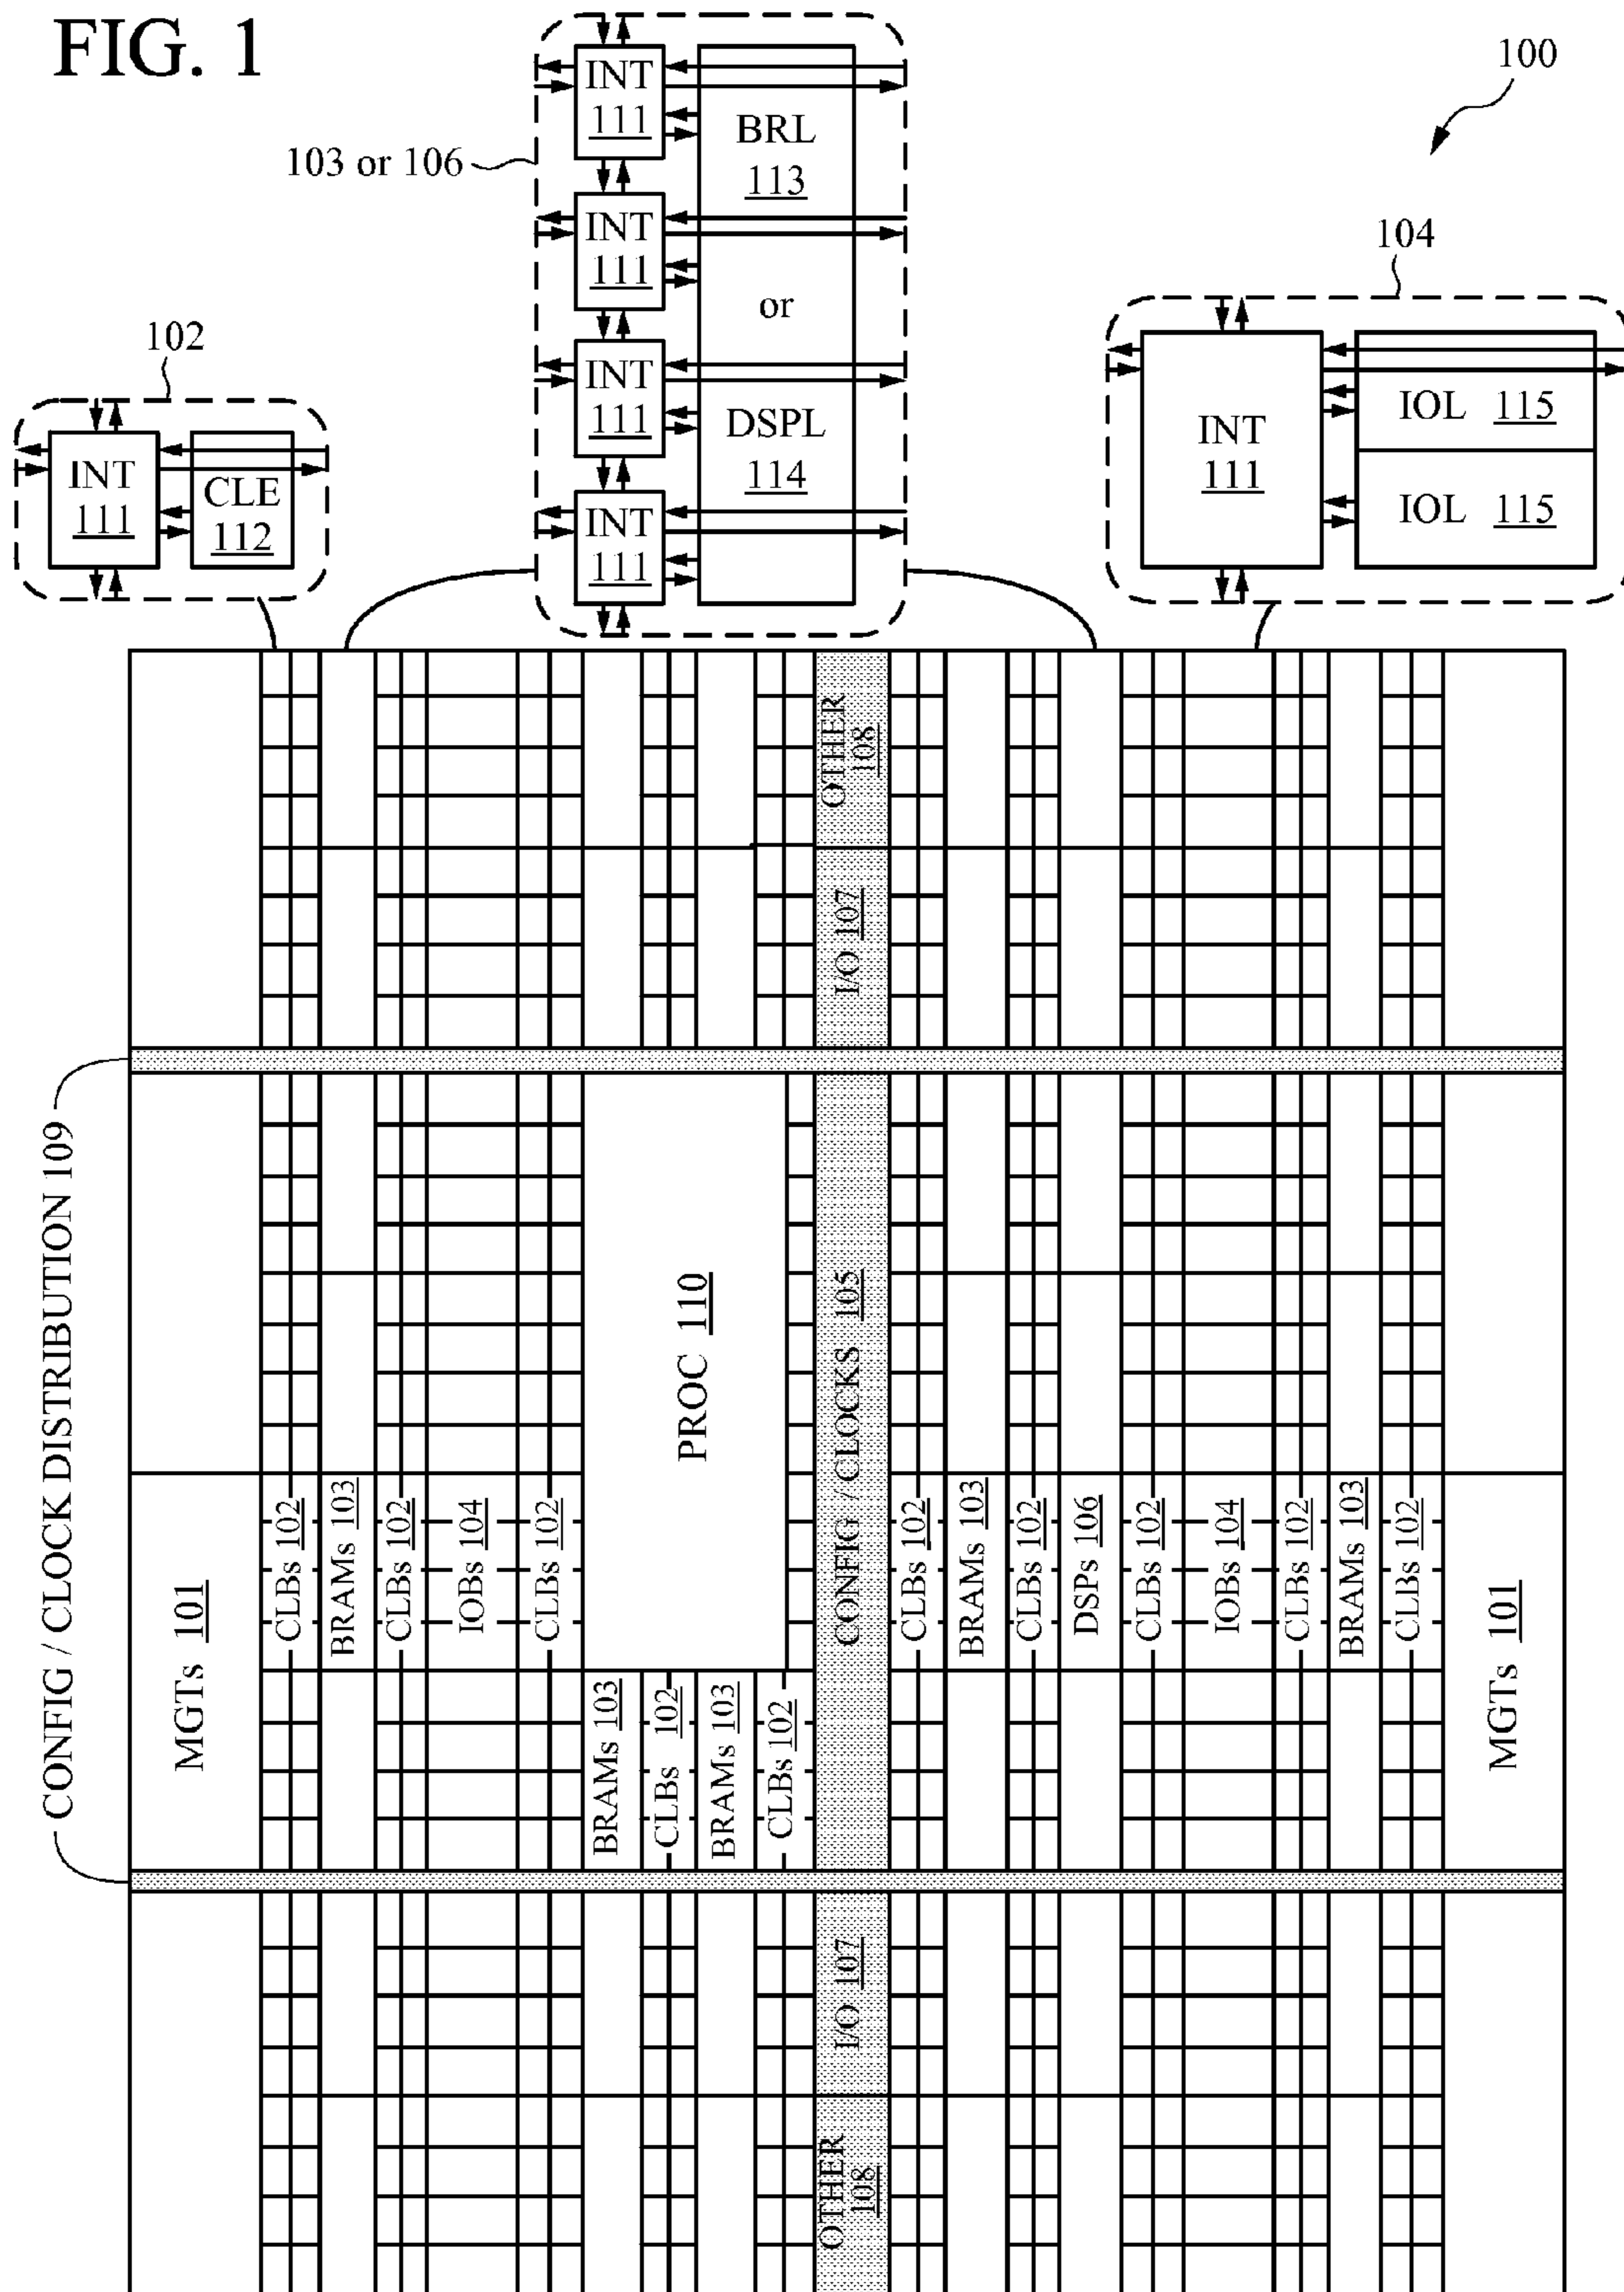 FIG. 1
100
103 or 106
INT
111
INT
111
INT
111
INT
111
BRL
113
or
DSPL
114
104
INT
111
IOL 115
IOL 115
102
INT
111
CLE
112
OTHER
108
I/O 107
CONFIG / CLOCK DISTRIBUTION 109
PROC 110
CONFIG / CLOCKS 105
MGTs 101
CLBs 102
BRAMs 103
CLBs 102
IOBs 104
CLBs 102
BRAMs 103
CLBs 102
BRAMs 103
CLBs 102
CLBs 102
BRAMs 103
CLBs 102
DSPs 106
CLBs 102
IOBs 104
CLBs 102
BRAMs 103
CLBs 102
MGTs 101
I/O 107
OTHER
108